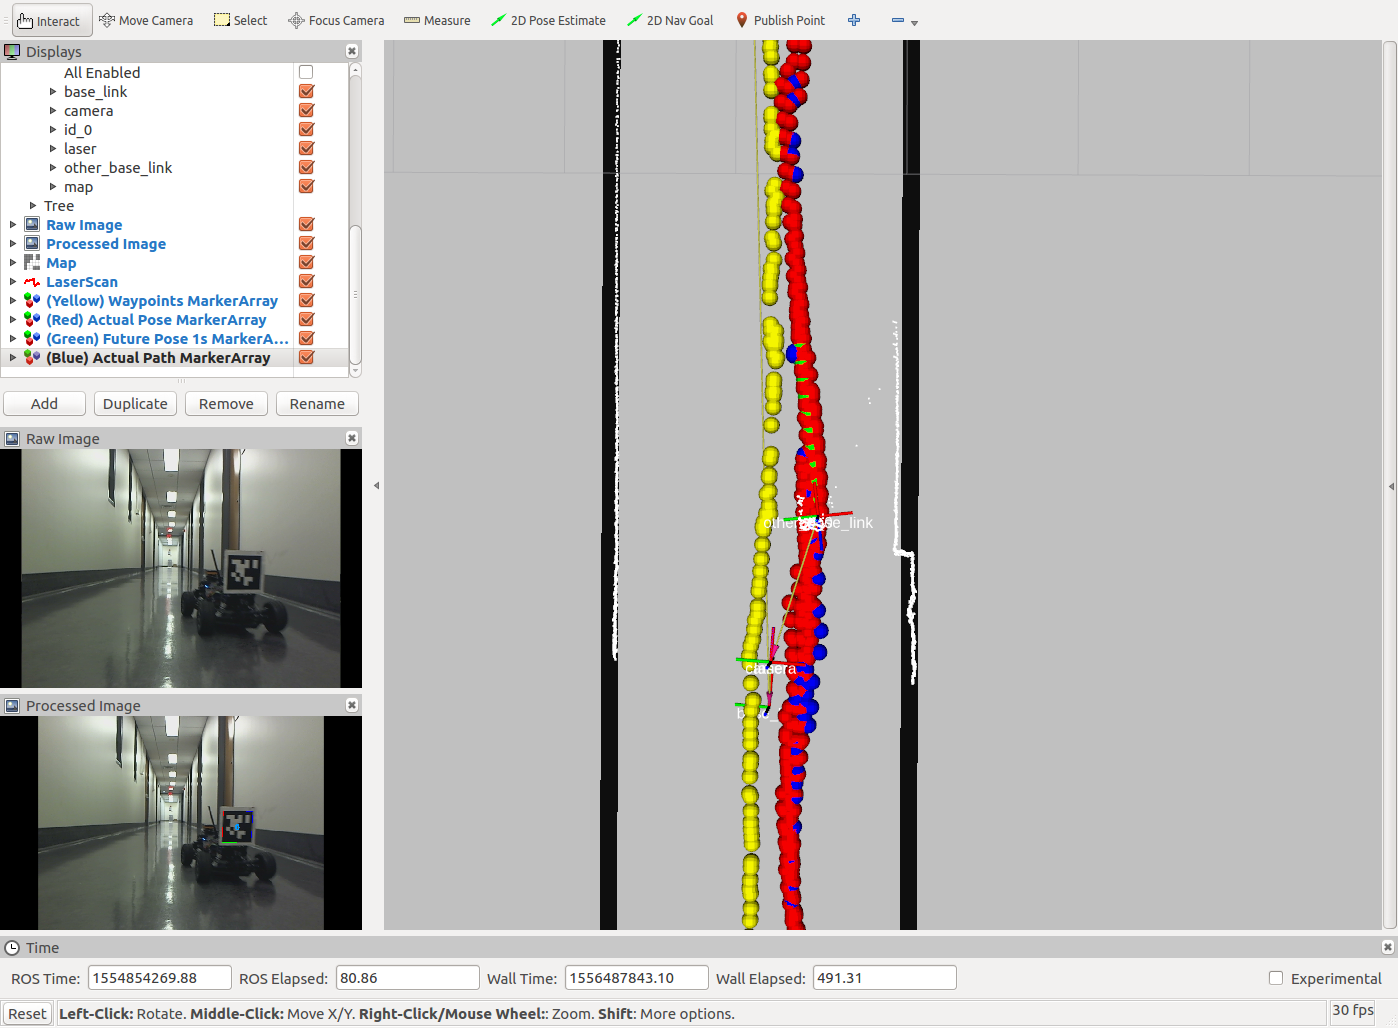 Interact Move Camera Select Focus Camera Measure 2D Pose Estimate 2D Nav Goal Publish Point
Displays
All Enabled
base_link
camera
id_0
laser
other_base_link
map
Tree
Raw Image
Processed Image
Map
LaserScan
(Yellow) Waypoints MarkerArray
(Red) Actual Pose MarkerArray
(Green) Future Pose 1s MarkerA...
(Blue) Actual Path MarkerArray
Add Duplicate Remove Rename
Raw Image
Processed Image
Time
ROS Time: 1554854269.88 ROS Elapsed: 80.86 Wall Time: 1556487843.10 Wall Elapsed: 491.31 Experimental
Reset Left-Click: Rotate. Middle-Click: Move X/Y. Right-Click/Mouse Wheel:: Zoom. Shift: More options. 30 fps